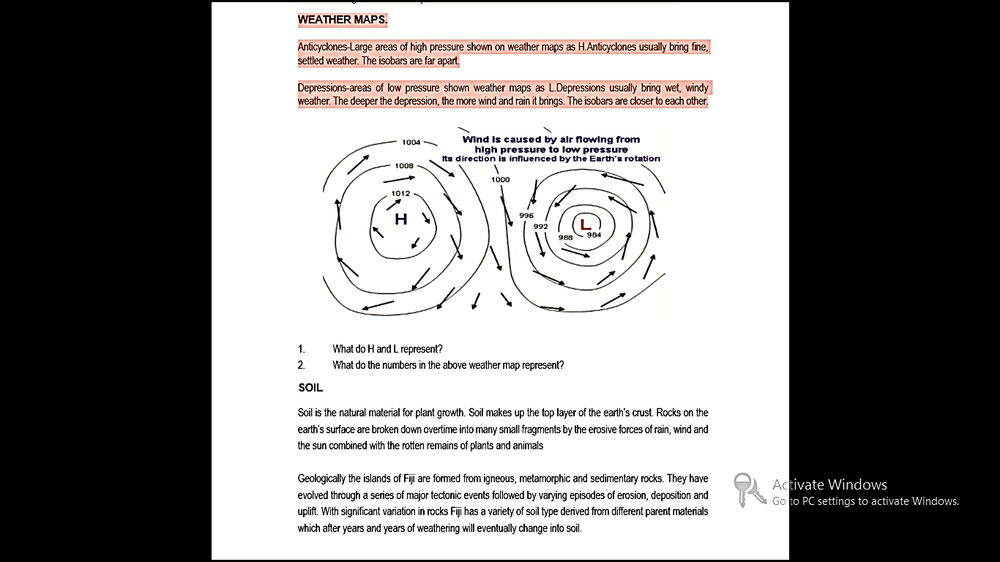 WEATHER MAPS.
Anticyclones-Large areas of high pressure shown on weather maps as H.Anticyclones usually bring fine,
settled weather. The isobars are far apart.
Depressions-areas of low pressure shown weather maps as L.Depressions usually bring wet, windy
weather. The deeper the depression, the more wind and rain it brings. The isobars are closer to each other.
Wind is caused by air flowing from
high pressure to low pressure
Its direction is influenced by the Earth's rotation
1004
1008
1012
H
1000
996
992
988
984
L
1. What do H and L represent?
2. What do the numbers in the above weather map represent?
SOIL
Soil is the natural material for plant growth. Soil makes up the top layer of the earth's crust. Rocks on the
earth's surface are broken down overtime into many small fragments by the erosive forces of rain, wind and
the sun combined with the rotten remains of plants and animals
Geologically the islands of Fiji are formed from igneous, metamorphic and sedimentary rocks. They have
evolved through a series of major tectonic events followed by varying episodes of erosion, deposition and
uplift. With significant variation in rocks Fiji has a variety of soil type derived from different parent materials
which after years and years of weathering will eventually change into soil.
Activate Windows
Go to PC settings to activate Windows.